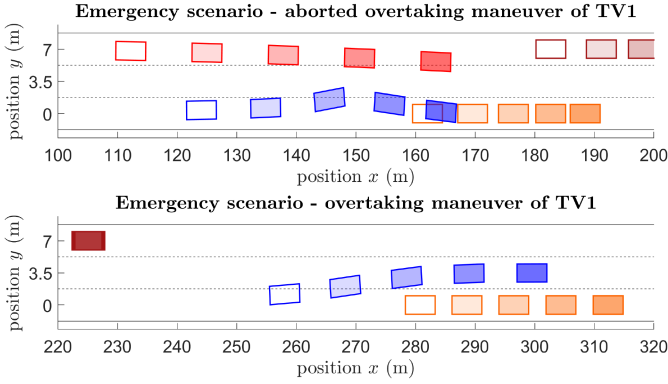 Emergency scenario - aborted overtaking maneuver of TV1
position y (m)
7
3.5
0
100 110 120 130 140 150 160 170 180 190 200
position x (m)
Emergency scenario - overtaking maneuver of TV1
position y (m)
7
3.5
0
220 230 240 250 260 270 280 290 300 310 320
position x (m)